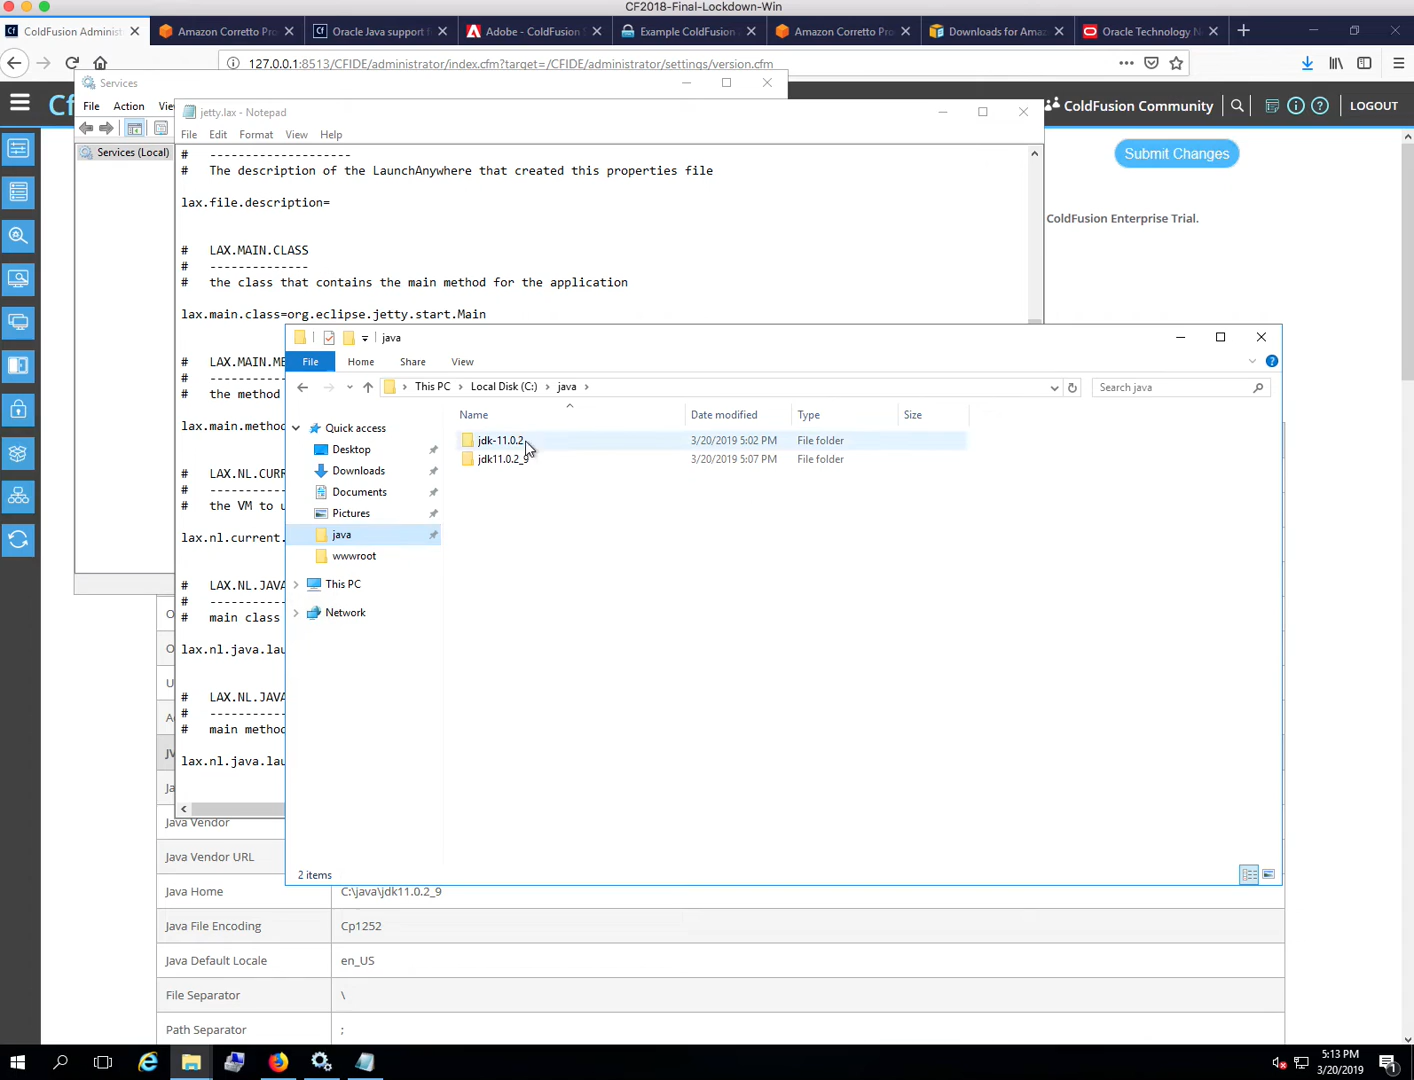 CF2018-Final-Lockdown-Win
ColdFusion Administ
Amazon Corretto Pro
Oracle Java support f
Adobe - ColdFusion
Example ColdFusion
Amazon Corretto Pro
Downloads for Amaz
Oracle Technology N
127.0.0.1:8513/CFIDE/administrator/index.cfm?target=/CFIDE/administrator/settings/version.cfm
Services
File Action
Services (Local)
Cf
ColdFusion Community
LOGOUT
Submit Changes
ColdFusion Enterprise Trial.
jetty.lax - Notepad
File Edit Format View Help
# --------------------
# The description of the LaunchAnywhere that created this properties file
lax.file.description=
# LAX.MAIN.CLASS
# --------------
# the class that contains the main method for the application
lax.main.class=org.eclipse.jetty.start.Main
# LAX.MAIN.ME
# -----------
# the method
lax.main.metho
# LAX.NL.CURR
# -----------
# the VM to u
lax.nl.current.
# LAX.NL.JAVA
# -----------
# main class
lax.nl.java.lau
# LAX.NL.JAVA
# -----------
# main method
lax.nl.java.lau
java
File Home Share View
This PC Local Disk (C:) java
Search java
Name Date modified Type Size
jdk-11.0.2 3/20/2019 5:02 PM File folder
jdk11.0.2_9 3/20/2019 5:07 PM File folder
Quick access
Desktop
Downloads
Documents
Pictures
java
wwwroot
This PC
Network
2 items
Java Vendor
Java Vendor URL
Java Home C:\java\jdk11.0.2_9
Java File Encoding Cp1252
Java Default Locale en_US
File Separator \
Path Separator ;
5:13 PM
3/20/2019
1